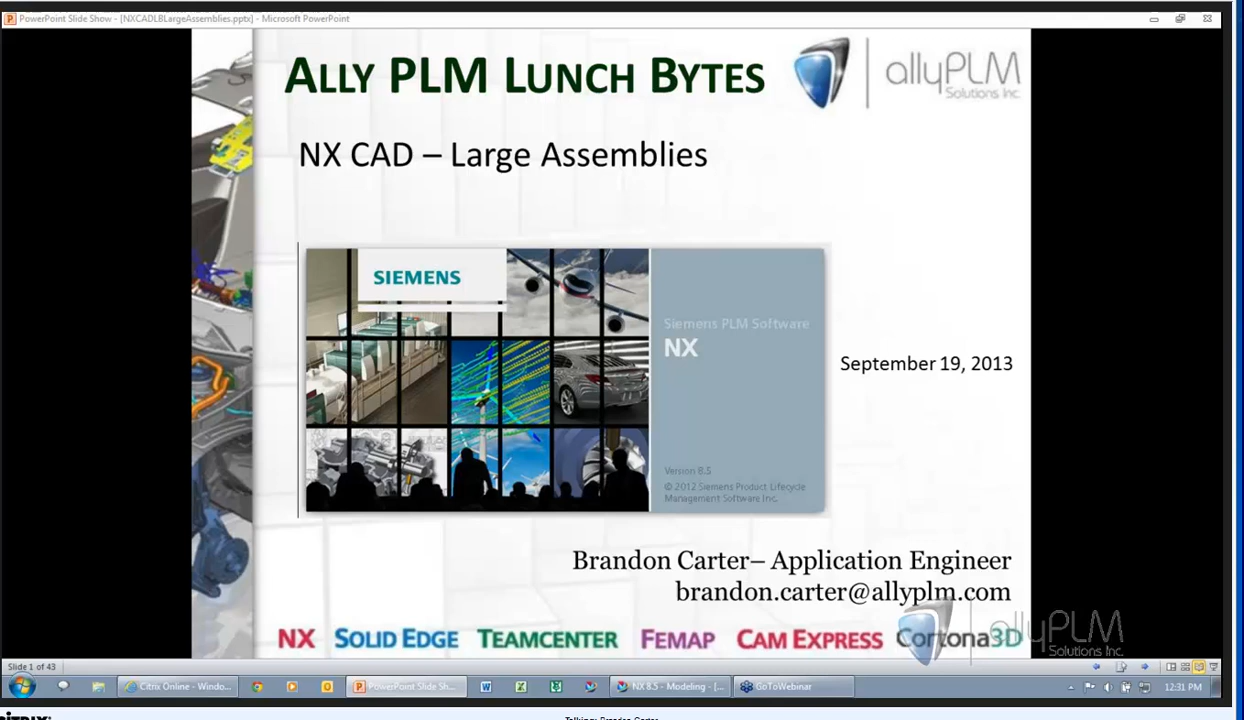 PowerPoint Slide Show - [NXCADLBLargeAssemblies.pptx] - Microsoft PowerPoint
ALLY PLM LUNCH BYTES
allyPLM
Solutions Inc.
NX CAD – Large Assemblies
SIEMENS
Siemens PLM Software
NX
September 19, 2013
Version 8.5
© 2012 Siemens Product Lifecycle
Management Software Inc.
Brandon Carter– Application Engineer
brandon.carter@allyplm.com
NX SOLID EDGE TEAMCENTER FEMAP CAM EXPRESS Cortona3D
allyPLM
Solutions Inc.
Slide 1 of 43
Citrix Online - Windo...
PowerPoint Slide Sh...
NX 8.5 - Modeling - [...
GoToWebinar
12:31 PM
Talking: Brandon Carter